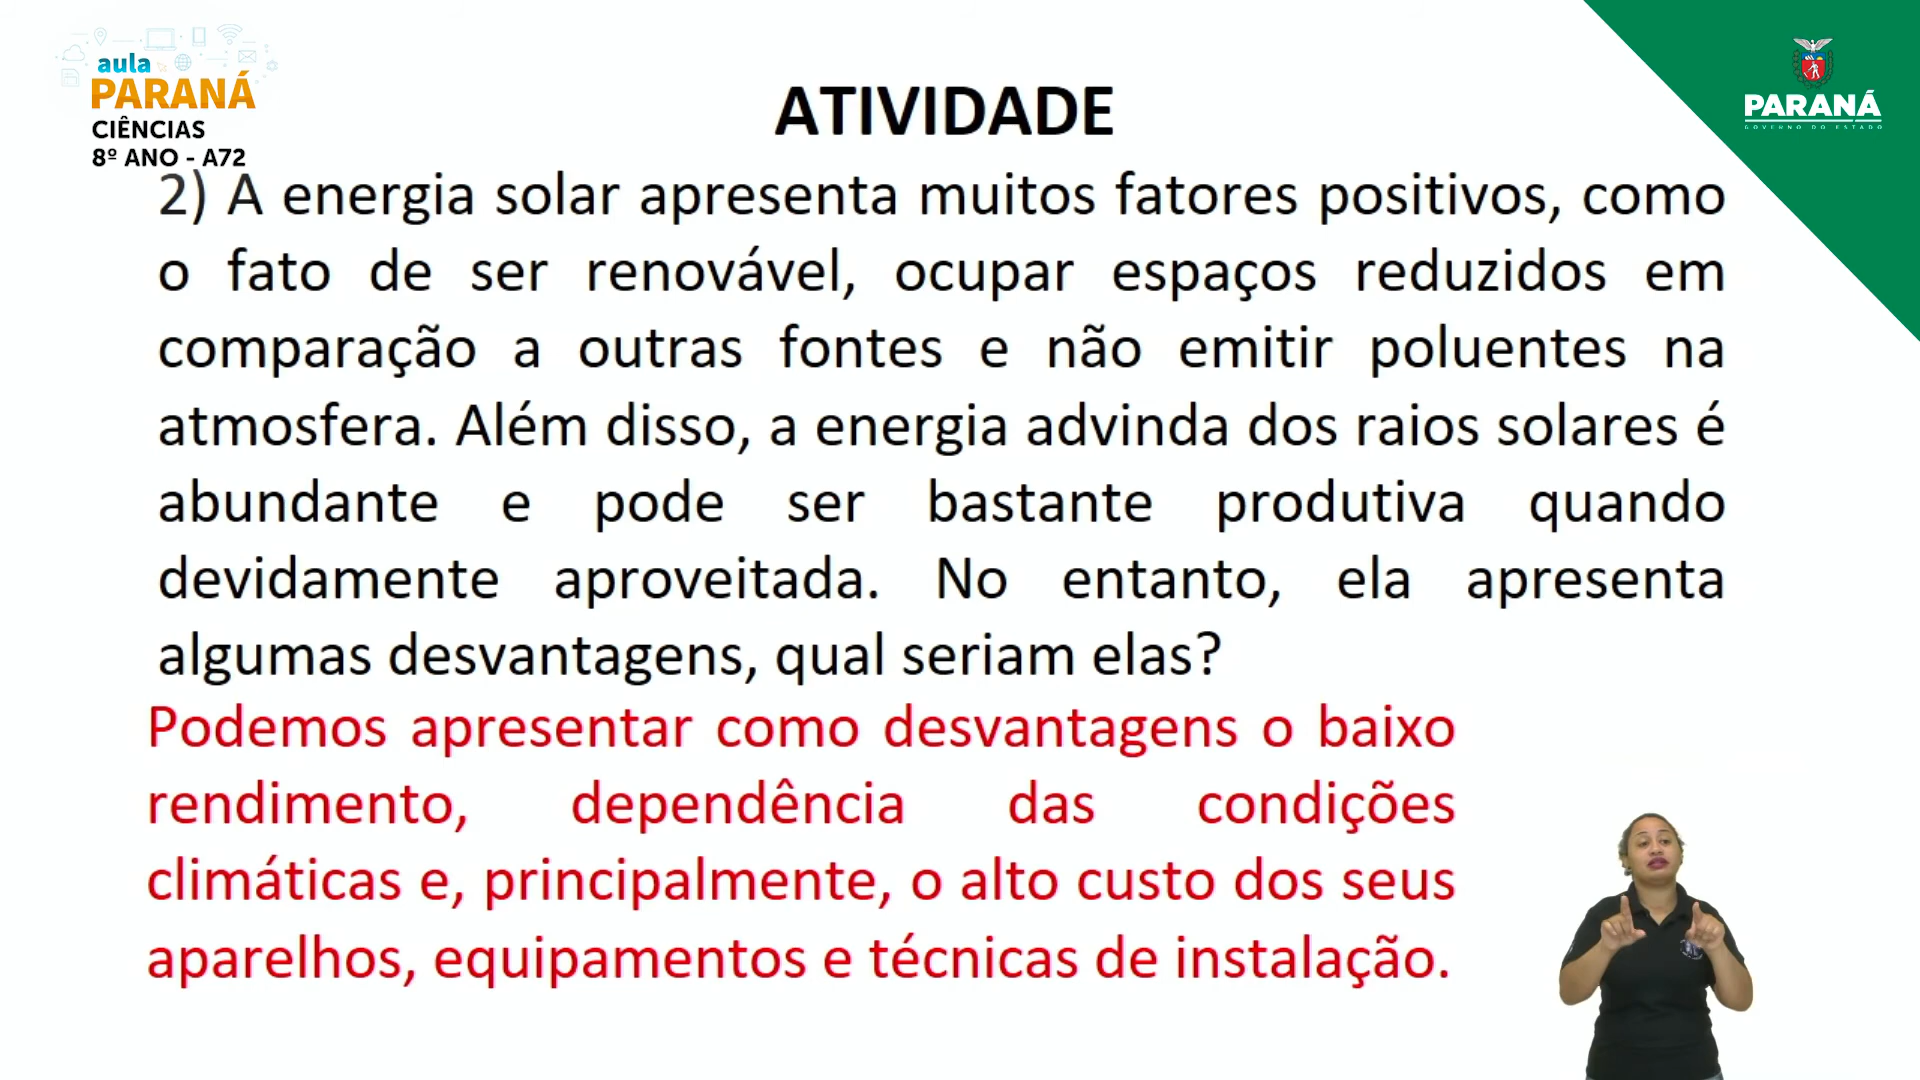 aula
PARANÁ
CIÊNCIAS
8º ANO - A72
PARANÁ
GOVERNO DO ESTADO
ATIVIDADE
2) A energia solar apresenta muitos fatores positivos, como
o fato de ser renovável, ocupar espaços reduzidos em
comparação a outras fontes e não emitir poluentes na
atmosfera. Além disso, a energia advinda dos raios solares é
abundante e pode ser bastante produtiva quando
devidamente aproveitada. No entanto, ela apresenta
algumas desvantagens, qual seriam elas?
Podemos apresentar como desvantagens o baixo
rendimento, dependência das condições
climáticas e, principalmente, o alto custo dos seus
aparelhos, equipamentos e técnicas de instalação.